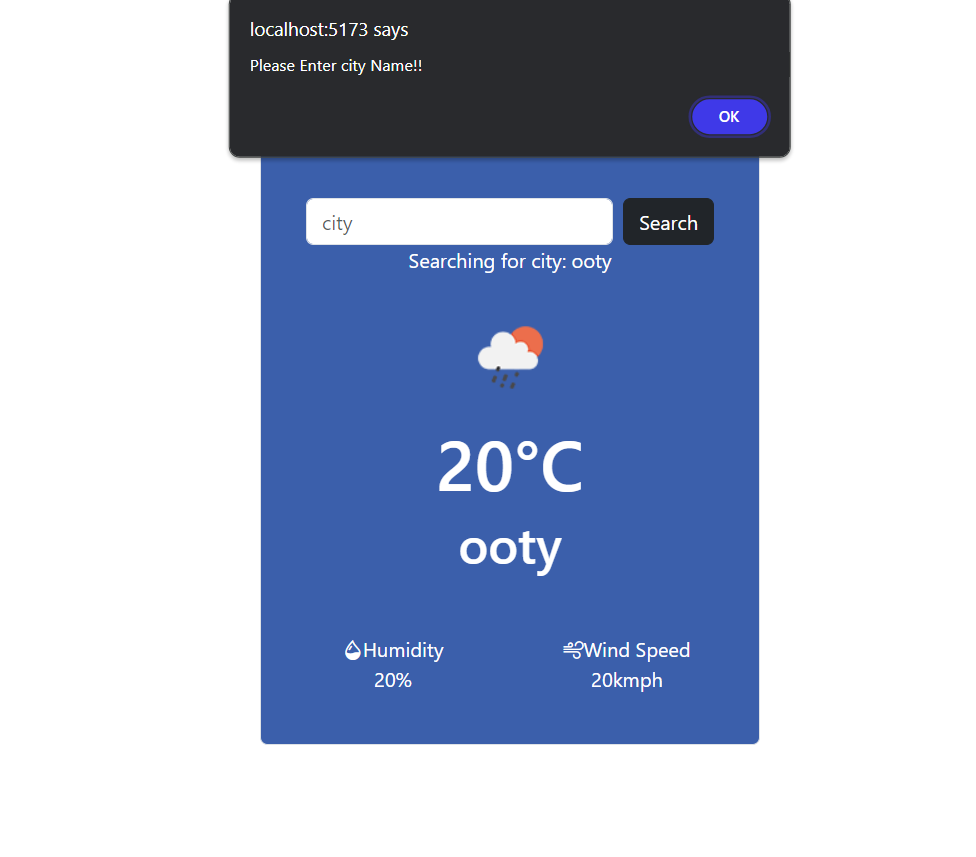 localhost:5173 says
Please Enter city Name!!
OK
city
Search
Searching for city: ooty
20°C
ooty
Humidity
Wind Speed
20%
20kmph